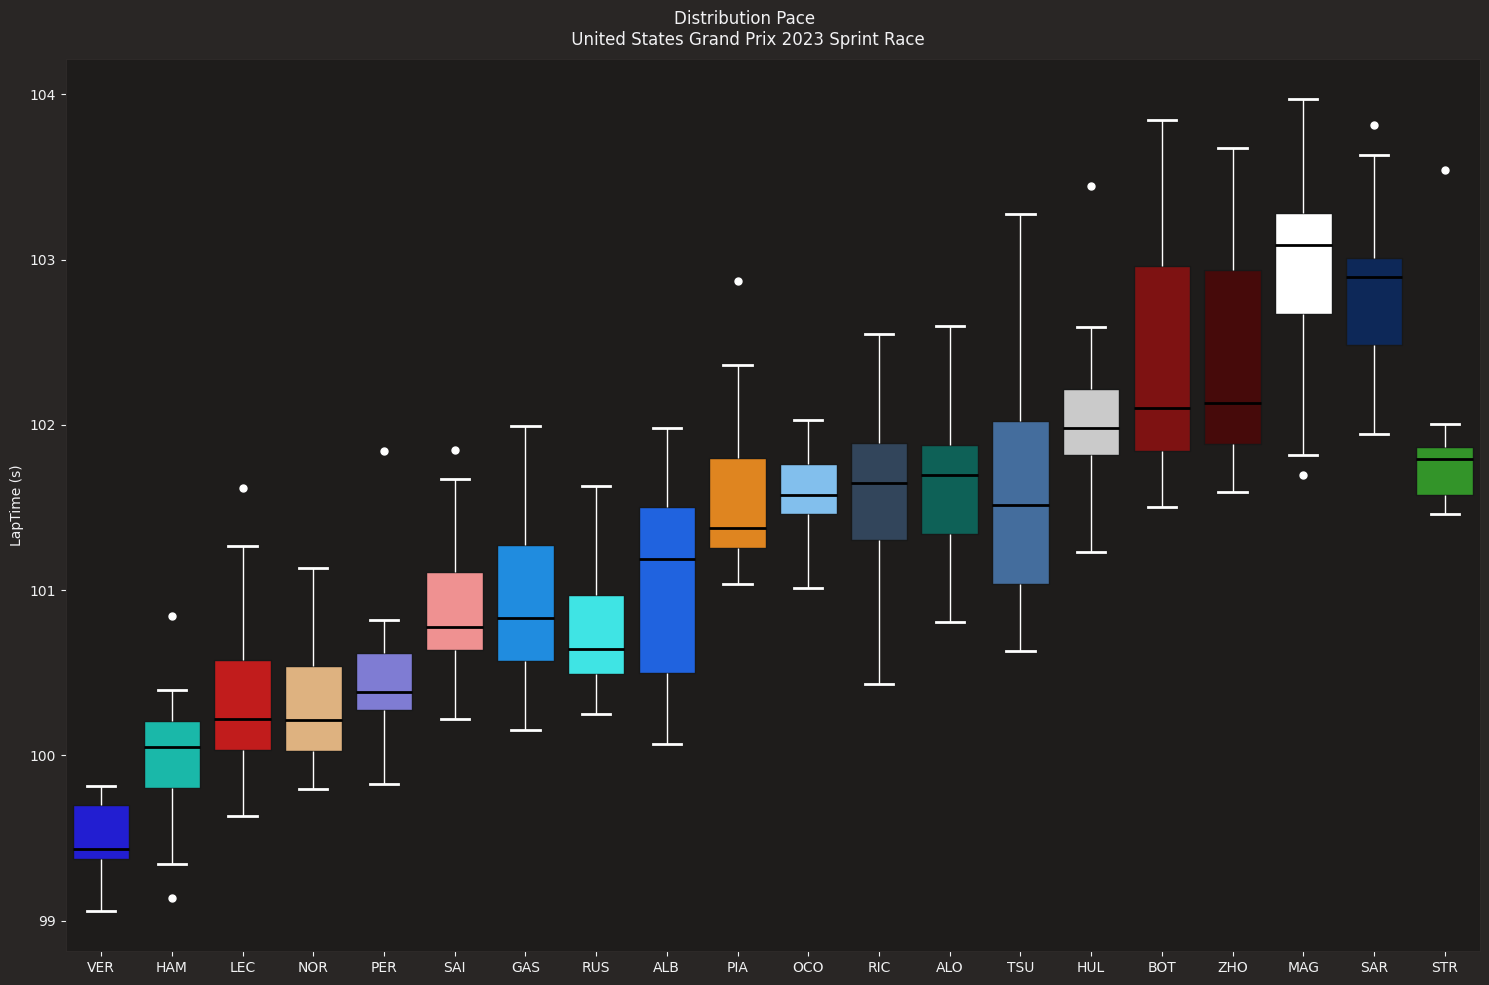 Distribution Pace
United States Grand Prix 2023 Sprint Race
LapTime (s)
104
103
102
101
100
99
VER HAM LEC NOR PER SAI GAS RUS ALB PIA OCO RIC ALO TSU HUL BOT ZHO MAG SAR STR